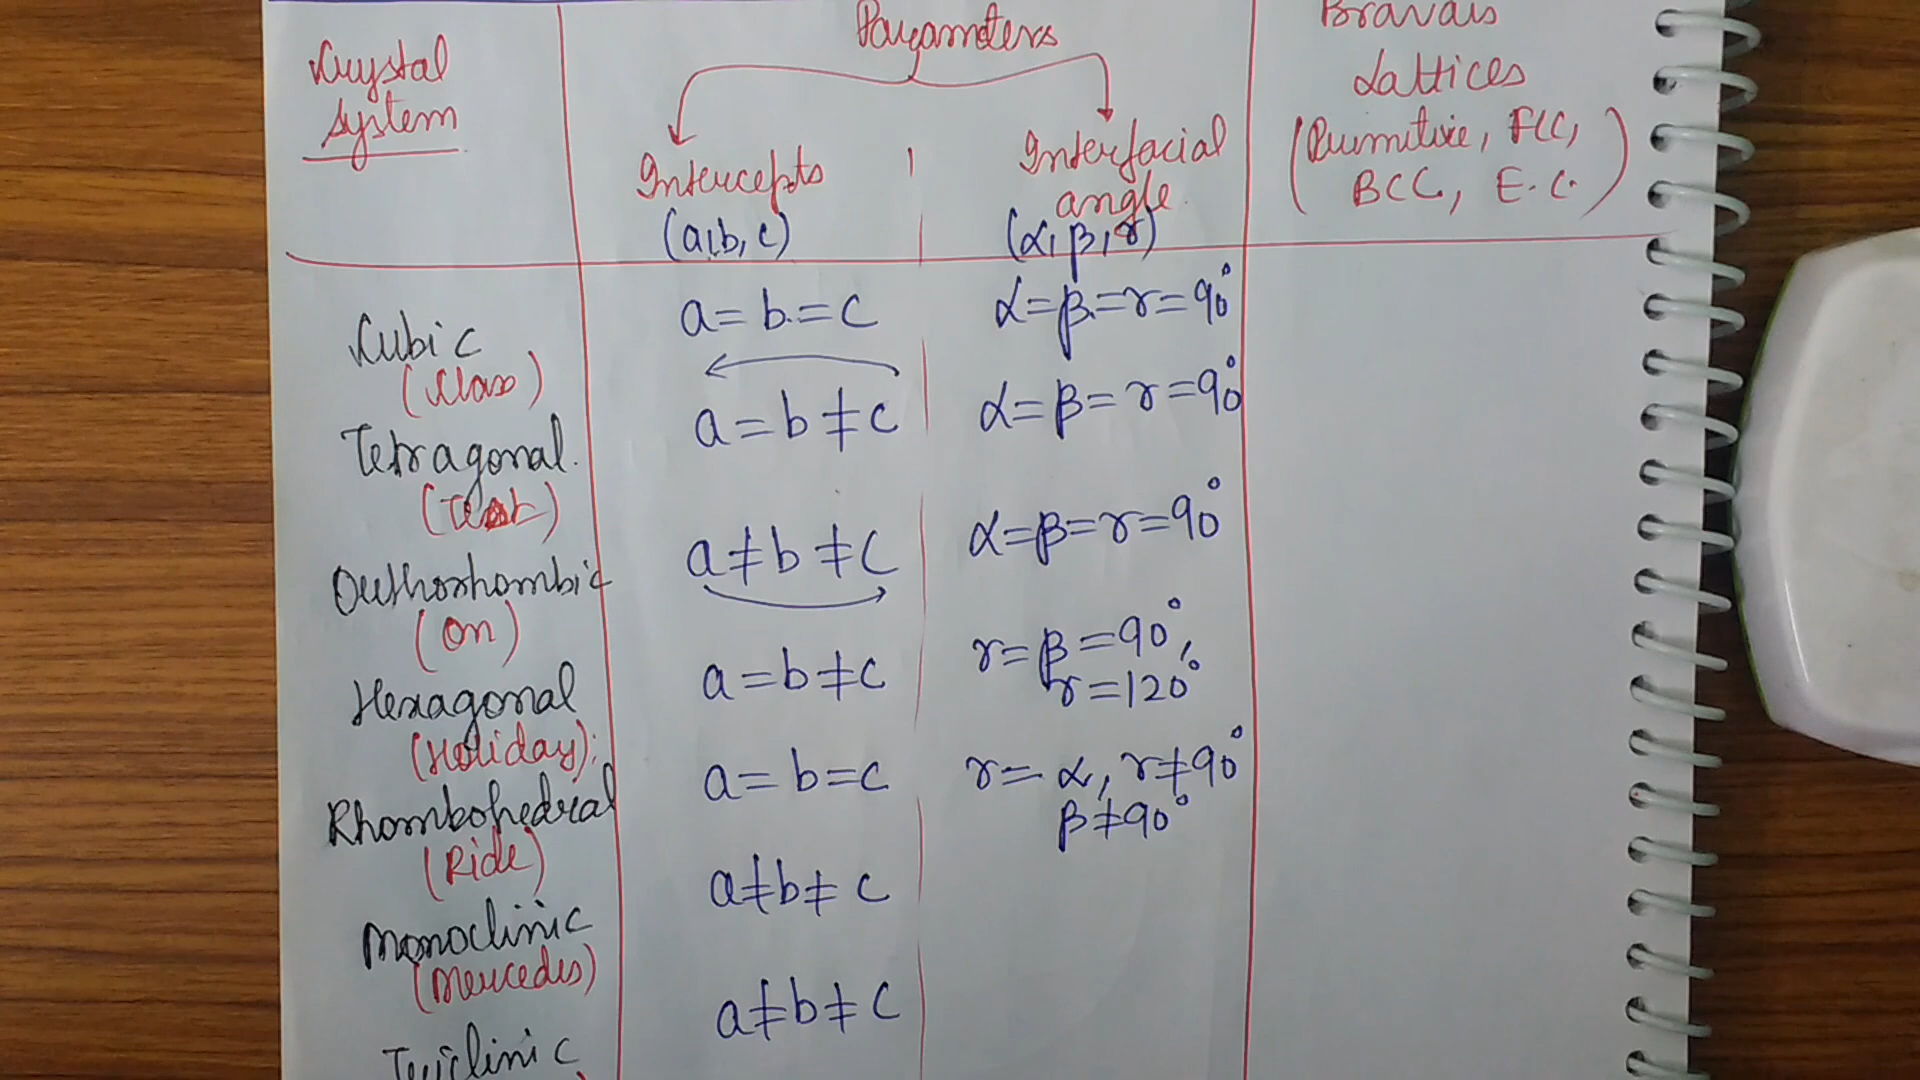 Crystal
System
Parameters
Intercepts
(a,b,c)
Interfacial
angle
(α,β,γ)
Bravais
Lattices
(Primitive, FCC,
BCC, E.C.)
Cubic
(Class)
a=b=c
α=β=γ=90°
Tetragonal.
(Test)
a=b≠c
α=β=γ=90°
Orthorhombic
(On)
a≠b≠c
α=β=γ=90°
Hexagonal
(Holiday);
a=b≠c
γ=β=90°,
γ=120°
Rhombohedral
(Ride)
a=b=c
γ=α, γ≠90°
β≠90°
Monoclinic
(Mercedes)
a≠b≠c
Triclinic
a≠b≠c